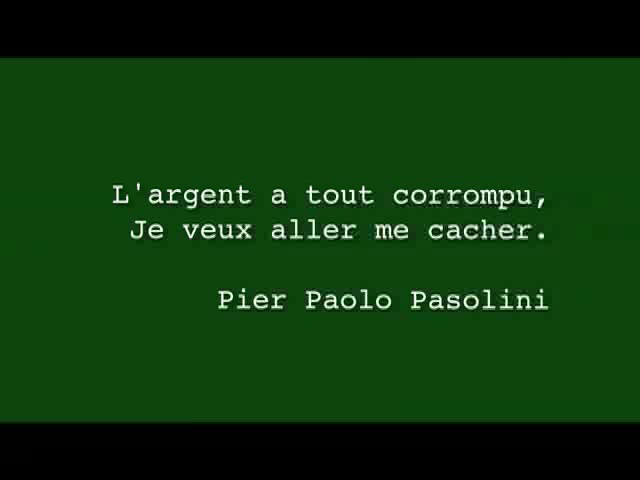 L'argent a tout corrompu,
Je veux aller me cacher.
Pier Paolo Pasolini